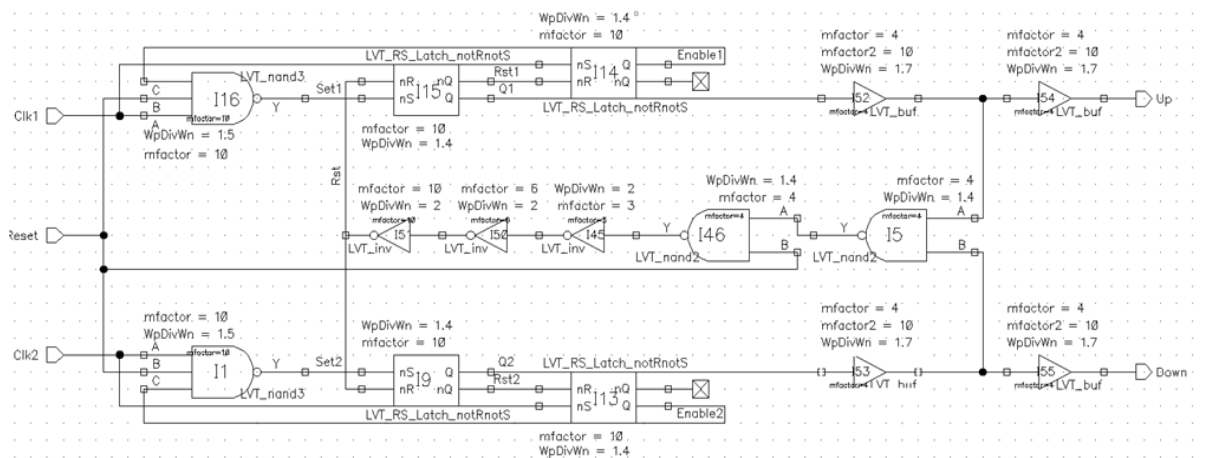 WpDivWn = 1.4
mfactor = 10
LVT_RS_Latch_notRnotS
Enable1
mfactor = 4
mfactor2 = 10
WpDivWn = 1.7
mfactor = 4
mfactor2 = 10
WpDivWn = 1.7
LVT_nand3
C
B
A
I16
mfactor=10
Y
Set1
nR
nS
I15
nQ
Q
Rst1
Q1
nS
nR
I14
Q
nQ
LVT_RS_Latch_notRnotS
I52
LVT_buf
I54
LVT_buf
Up
Clk1
WpDivWn = 1.5
mfactor = 10
mfactor = 10
WpDivWn = 1.4
Rst
mfactor = 10
WpDivWn = 2
mfactor = 6
WpDivWn = 2
WpDivWn = 2
mfactor = 3
WpDivWn = 1.4
mfactor = 4
mfactor = 4
WpDivWn = 1.4
Reset
mfactor=10
I51
LVT_inv
I50
LVT_inv
I45
LVT_inv
Y
mfactor=4
I46
A
B
LVT_nand2
Y
mfactor=4
I5
A
B
LVT_nand2
mfactor = 10
WpDivWn = 1.5
WpDivWn = 1.4
mfactor = 10
mfactor = 4
mfactor2 = 10
WpDivWn = 1.7
mfactor = 4
mfactor2 = 10
WpDivWn = 1.7
Clk2
A
B
C
mfactor=10
I1
Y
LVT_nand3
Set2
nS
nR
I9
Q
nQ
Q2
Rst2
LVT_RS_Latch_notRnotS
LVT_RS_Latch_notRnotS
nR
nS
I13
nQ
Q
Enable2
I53
LVT_buf
I55
LVT_buf
Down
mfactor = 10
WpDivWn = 1.4